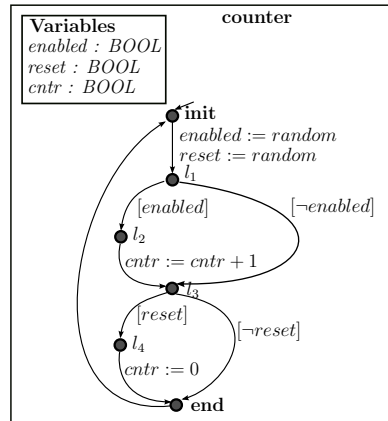 counter
Variables
enabled : BOOL
reset : BOOL
cntr : BOOL
init
enabled := random
reset := random
l₁
[enabled]
[¬enabled]
l₂
cntr := cntr + 1
l₃
[reset]
[¬reset]
l₄
cntr := 0
end